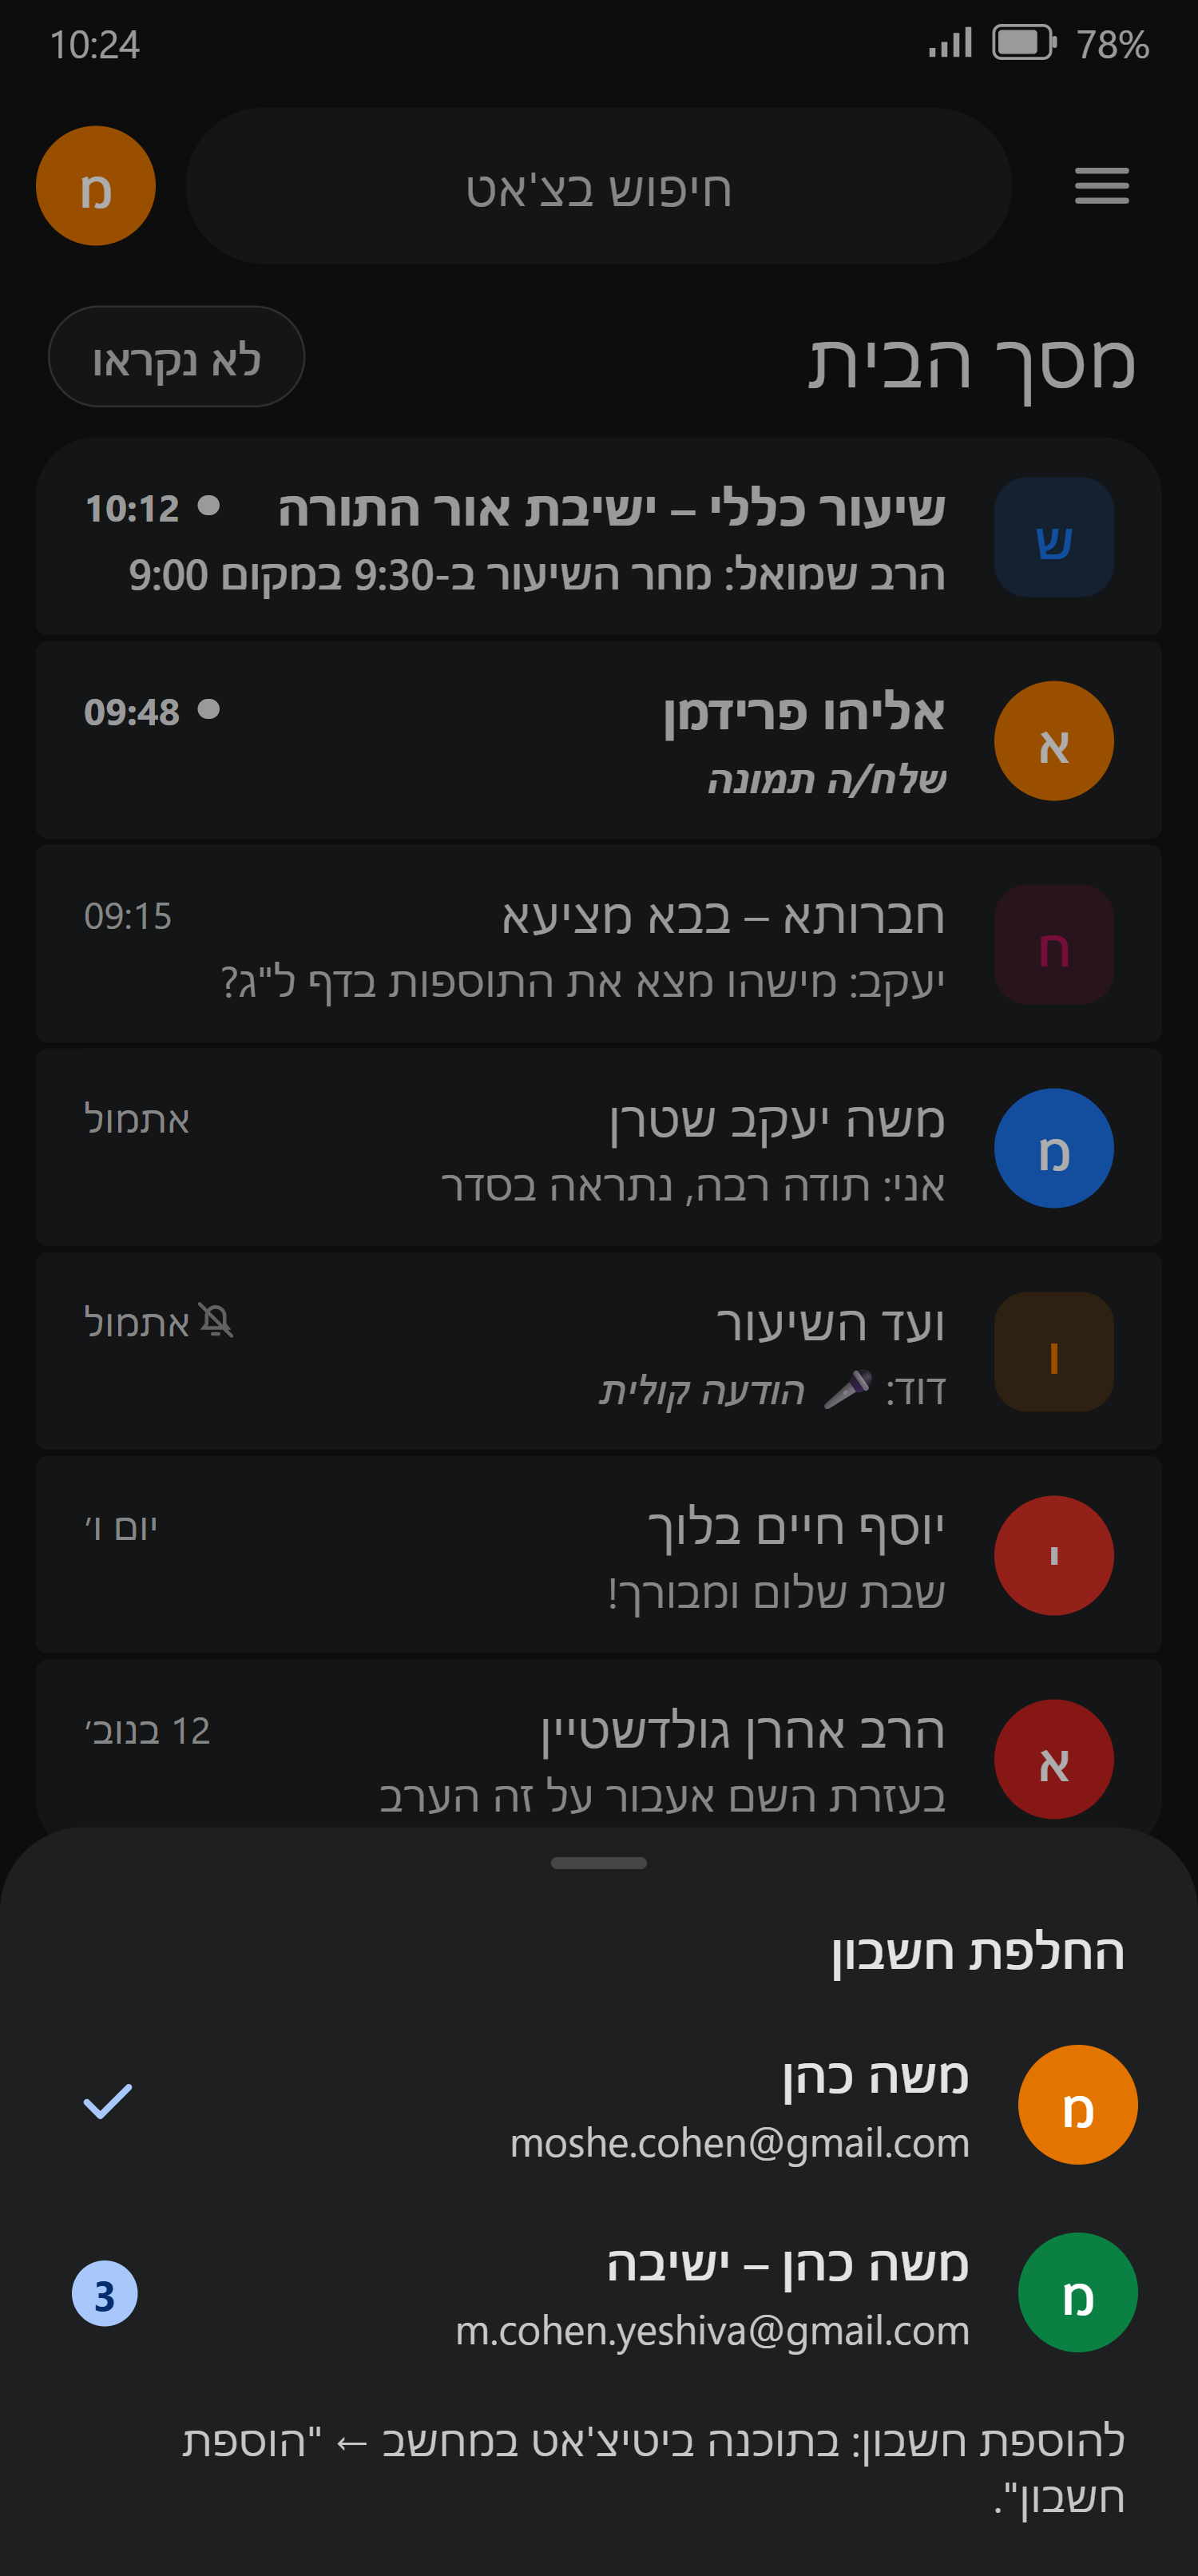 10:24 78%
מ
חיפוש בצ'אט
מסך הבית
לא נקראו
ש
שיעור כללי – ישיבת אור התורה
10:12
הרב שמואל: מחר השיעור ב-9:30 במקום 9:00
א
אליהו פרידמן
09:48
שלח/ה תמונה
ח
חברותא – בבא מציעא
09:15
יעקב: מישהו מצא את התוספות בדף ל"ג?
מ
משה יעקב שטרן
אתמול
אני: תודה רבה, נתראה בסדר
ו
ועד השיעור
אתמול
דוד: 🎤 הודעה קולית
י
יוסף חיים בלוך
יום ו׳
שבת שלום ומבורך!
א
הרב אהרן גולדשטיין
12 בנוב׳
בעזרת השם אעבור על זה הערב
החלפת חשבון
מ
משה כהן
moshe.cohen@gmail.com
מ
משה כהן – ישיבה
3
m.cohen.yeshiva@gmail.com
להוספת חשבון: בתוכנה ביטיצ'אט במחשב ← "הוספת
חשבון".